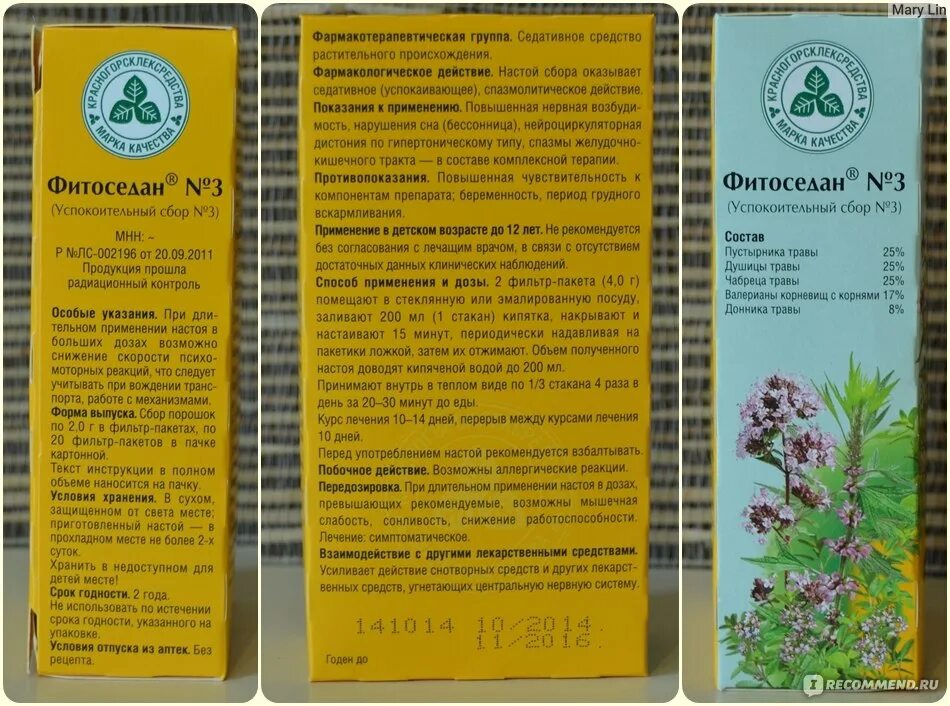 КРАСНОГОРСКЛЕКСРЕДСТВА
МАРКА КАЧЕСТВА
Фитоседан® №3
(Успокоительный сбор №3)
МНН: ~
Р №ЛС-002196 от 20.09.2011
Продукция прошла
радиационный контроль
Особые указания. При дли-
тельном применении настоя в
больших дозах возможно
снижение скорости психо-
моторных реакций, что следует
учитывать при вождении транс-
порта, работе с механизмами.
Форма выпуска. Сбор порошок
по 2,0 г в фильтр-пакетах, по
20 фильтр-пакетов в пачке
картонной.
Текст инструкции в полном
объеме наносится на пачку.
Условия хранения. В сухом,
защищенном от света месте;
приготовленный настой — в
прохладном месте не более 2-х
суток.
Хранить в недоступном для
детей месте!
Срок годности. 2 года.
Не использовать по истечении
срока годности, указанного на
упаковке.
Условия отпуска из аптек. Без
рецепта.
Фармакотерапевтическая группа. Седативное средство
растительного происхождения.
Фармакологическое действие. Настой сбора оказывает
седативное (успокаивающее), спазмолитическое действие.
Показания к применению. Повышенная нервная возбуди-
мость, нарушения сна (бессонница), нейроциркуляторная
дистония по гипертоническому типу, спазмы желудочно-
кишечного тракта — в составе комплексной терапии.
Противопоказания. Повышенная чувствительность к
компонентам препарата; беременность, период грудного
вскармливания.
Применение в детском возрасте до 12 лет. Не рекомендуется
без согласования с лечащим врачом, в связи с отсутствием
достаточных данных клинических наблюдений.
Способ применения и дозы. 2 фильтр-пакета (4,0 г)
помещают в стеклянную или эмалированную посуду,
заливают 200 мл (1 стакан) кипятка, накрывают и
настаивают 15 минут, периодически надавливая на
пакетики ложкой, затем их отжимают. Объем полученного
настоя доводят кипяченой водой до 200 мл.
Принимают внутрь в теплом виде по 1/3 стакана 4 раза в
день за 20–30 минут до еды.
Курс лечения 10–14 дней, перерыв между курсами лечения
10 дней.
Перед употреблением настой рекомендуется взбалтывать.
Побочное действие. Возможны аллергические реакции.
Передозировка. При длительном применении настоя в дозах,
превышающих рекомендуемые, возможны мышечная
слабость, сонливость, снижение работоспособности.
Лечение: симптоматическое.
Взаимодействие с другими лекарственными средствами.
Усиливает действие снотворных средств и других лекарст-
венных средств, угнетающих центральную нервную систему.
141014 10/2014
11/2016
Годен до
Mary Lin
КРАСНОГОРСКЛЕКСРЕДСТВА
МАРКА КАЧЕСТВА
Фитоседан® №3
(Успокоительный сбор №3)
Состав
Пустырника травы 25%
Душицы травы 25%
Чабреца травы 25%
Валерианы корневищ с корнями 17%
Донника травы 8%
IRECOMMEND.RU